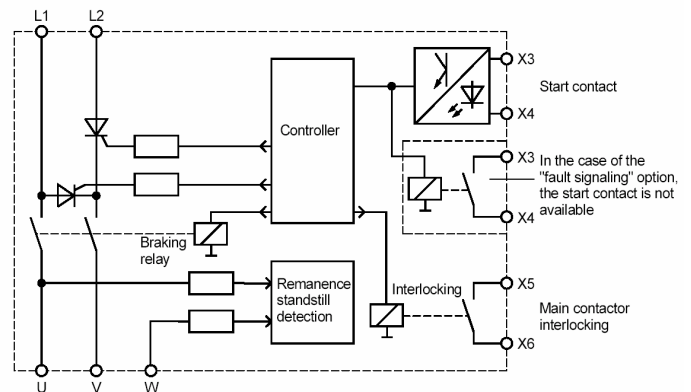 L1
L2
X3
Start contact
X4
Controller
X3
In the case of the
"fault signaling" option,
the start contact is not
available
X4
Braking
relay
Remanence
standstill
detection
Interlocking
X5
Main contactor
interlocking
X6
U
V
W